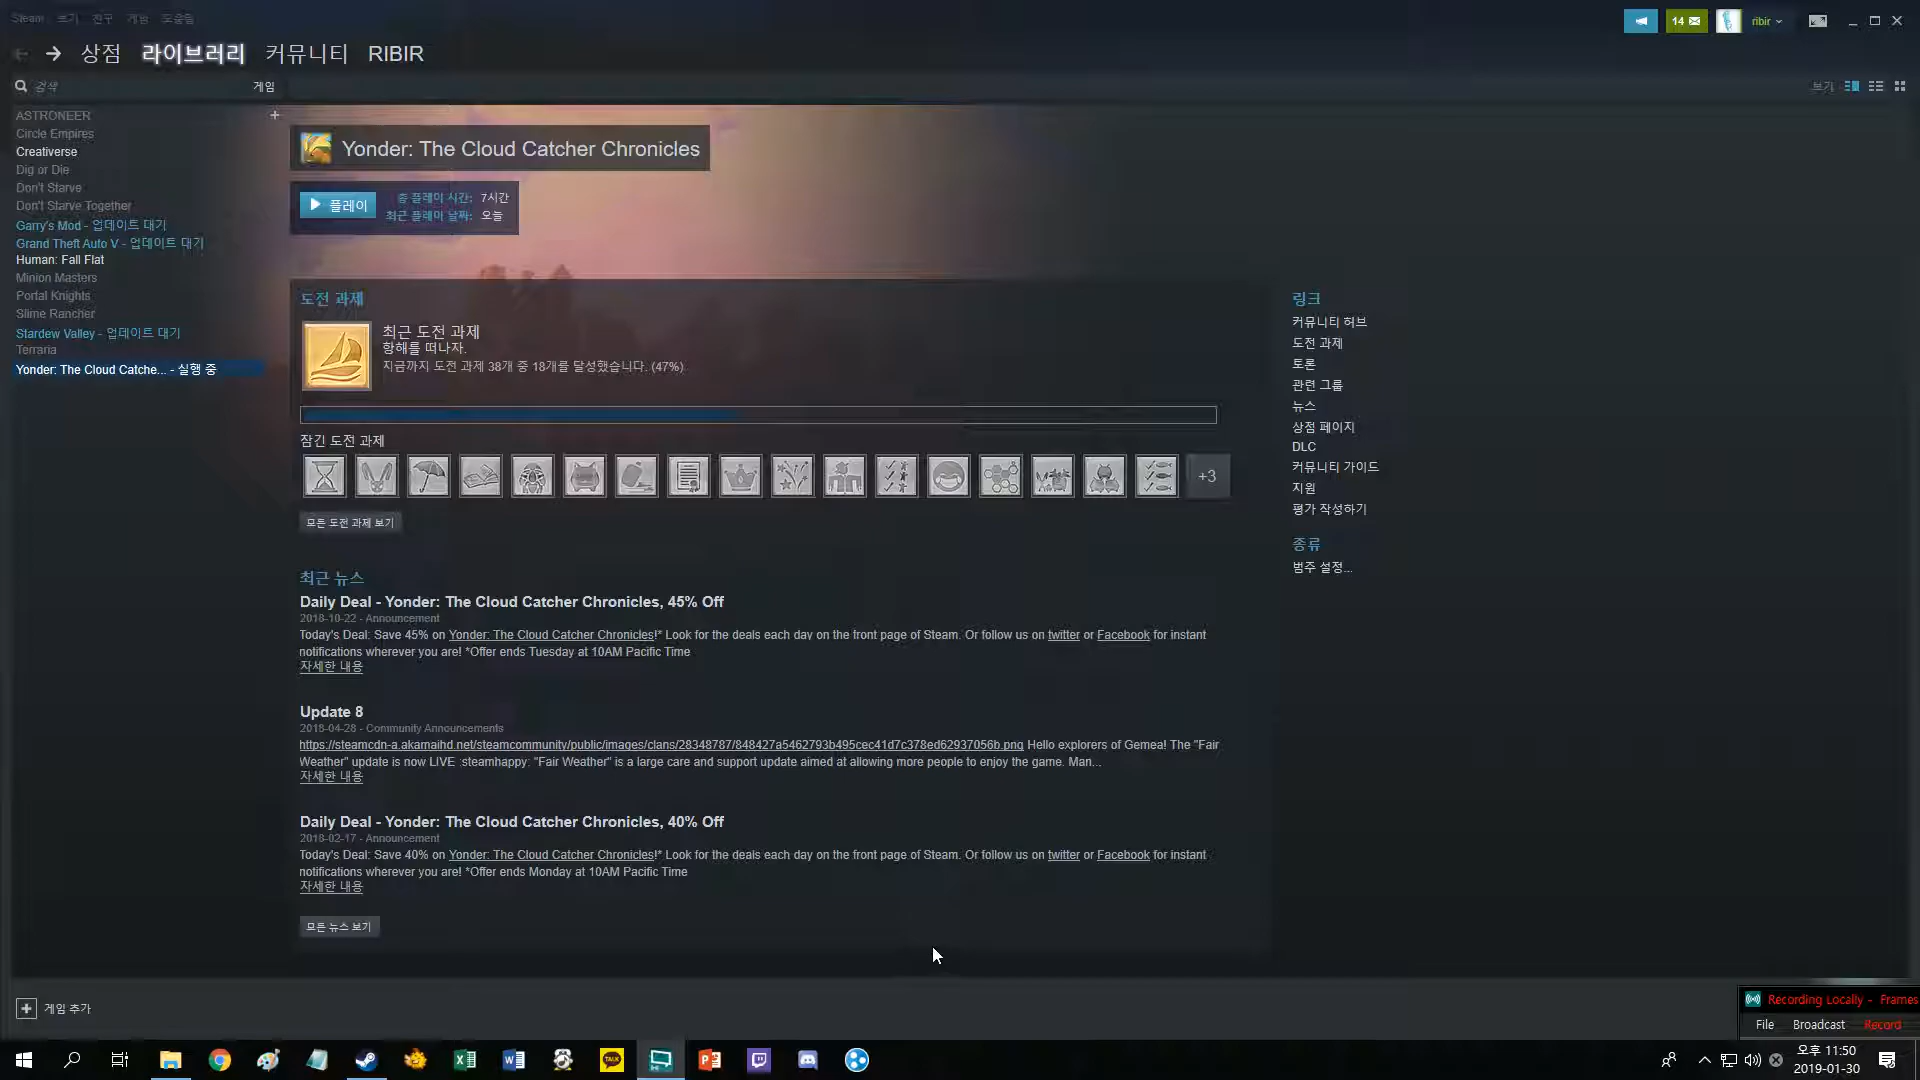 Steam 보기 친구 게임 도움말
14
ribir
상점 라이브러리 커뮤니티 RIBIR
검색
게임
보기
ASTRONEER
Circle Empires
Creativerse
Dig or Die
Don't Starve
Don't Starve Together
Garry's Mod - 업데이트 대기
Grand Theft Auto V - 업데이트 대기
Human: Fall Flat
Minion Masters
Portal Knights
Slime Rancher
Stardew Valley - 업데이트 대기
Terraria
Yonder: The Cloud Catche... - 실행 중
Yonder: The Cloud Catcher Chronicles
플레이
총 플레이 시간: 7시간
최근 플레이 날짜: 오늘
도전 과제
최근 도전 과제
항해를 떠나자.
지금까지 도전 과제 38개 중 18개를 달성했습니다. (47%)
잠긴 도전 과제
+3
모든 도전 과제 보기
최근 뉴스
Daily Deal - Yonder: The Cloud Catcher Chronicles, 45% Off
2018-10-22 - Announcement
Today's Deal: Save 45% on Yonder: The Cloud Catcher Chronicles!* Look for the deals each day on the front page of Steam. Or follow us on twitter or Facebook for instant
notifications wherever you are! *Offer ends Tuesday at 10AM Pacific Time
자세한 내용
Update 8
2018-04-28 - Community Announcements
https://steamcdn-a.akamaihd.net/steamcommunity/public/images/clans/28348787/848427a5462793b495cec41d7c378ed62937056b.png Hello explorers of Gemea! The "Fair
Weather" update is now LIVE :steamhappy: "Fair Weather" is a large care and support update aimed at allowing more people to enjoy the game. Man...
자세한 내용
Daily Deal - Yonder: The Cloud Catcher Chronicles, 40% Off
2018-02-17 - Announcement
Today's Deal: Save 40% on Yonder: The Cloud Catcher Chronicles!* Look for the deals each day on the front page of Steam. Or follow us on twitter or Facebook for instant
notifications wherever you are! *Offer ends Monday at 10AM Pacific Time
자세한 내용
모든 뉴스 보기
링크
커뮤니티 허브
도전 과제
토론
관련 그룹
뉴스
상점 페이지
DLC
커뮤니티 가이드
지원
평가 작성하기
종류
범주 설정...
게임 추가
Recording Locally - Frames
File Broadcast Record
TALK
오후 11:50
2019-01-30